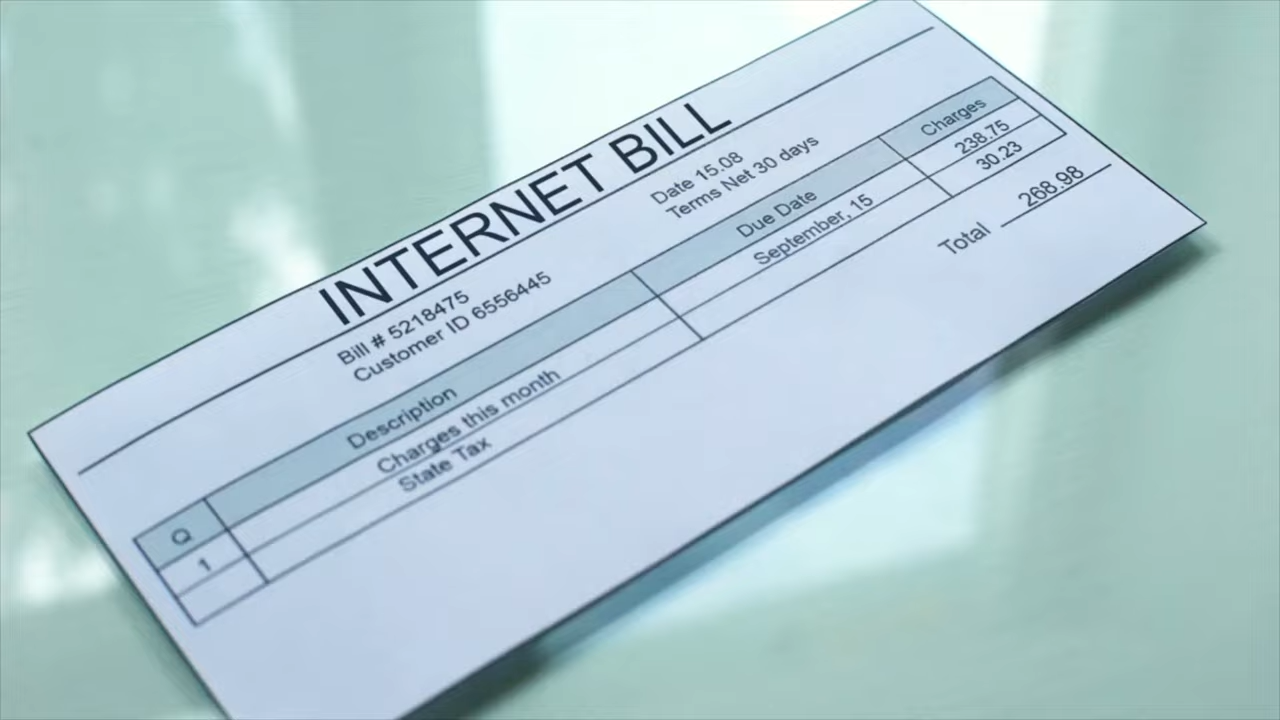 INTERNET BILL
Bill # 5218475
Customer ID 6556445
Date 15.08
Terms Net 30 days
Q Description Due Date Charges
1 Charges this month September, 15 238.75
State Tax 30.23
Total 268.98